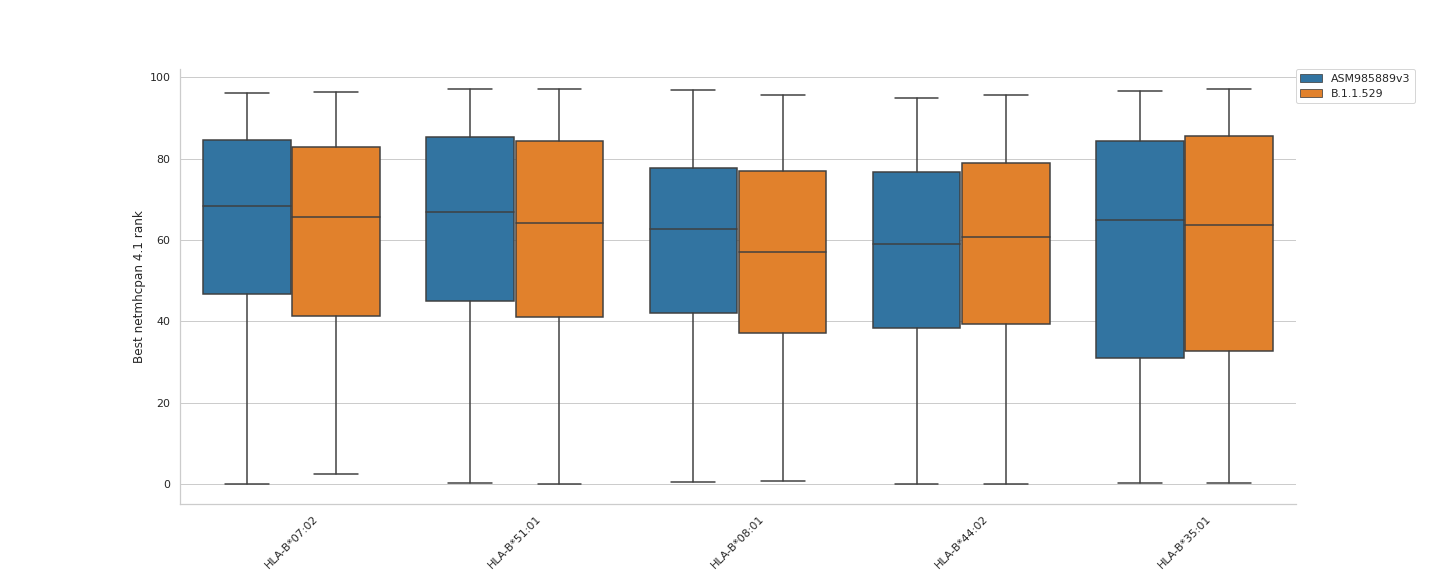 100
80
60
40
20
0
Best netmhcpan 4.1 rank
ASM985889v3
B.1.1.529
HLA-B*07:02
HLA-B*51:01
HLA-B*08:01
HLA-B*44:02
HLA-B*35:01